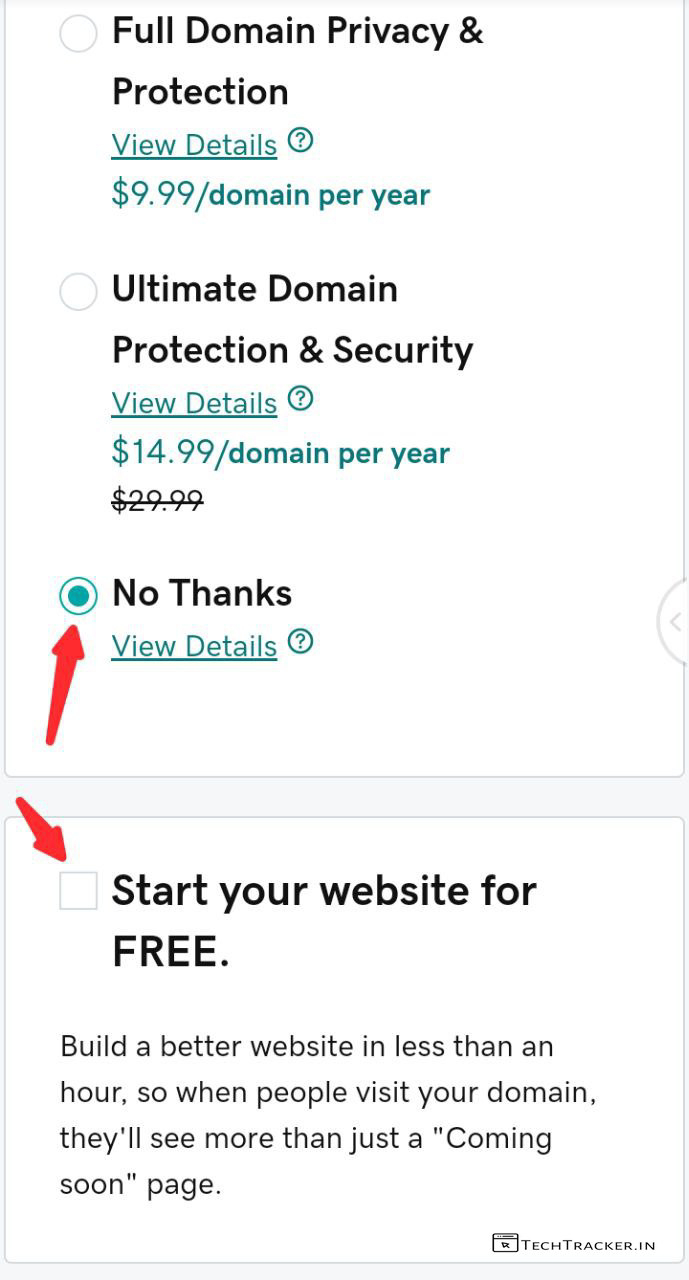 Full Domain Privacy &
Protection
View Details ?
$9.99/domain per year
Ultimate Domain
Protection & Security
View Details ?
$14.99/domain per year
$29.99
No Thanks
View Details ?
Start your website for
FREE.
Build a better website in less than an
hour, so when people visit your domain,
they'll see more than just a "Coming
soon" page.
TECHTRACKER.IN